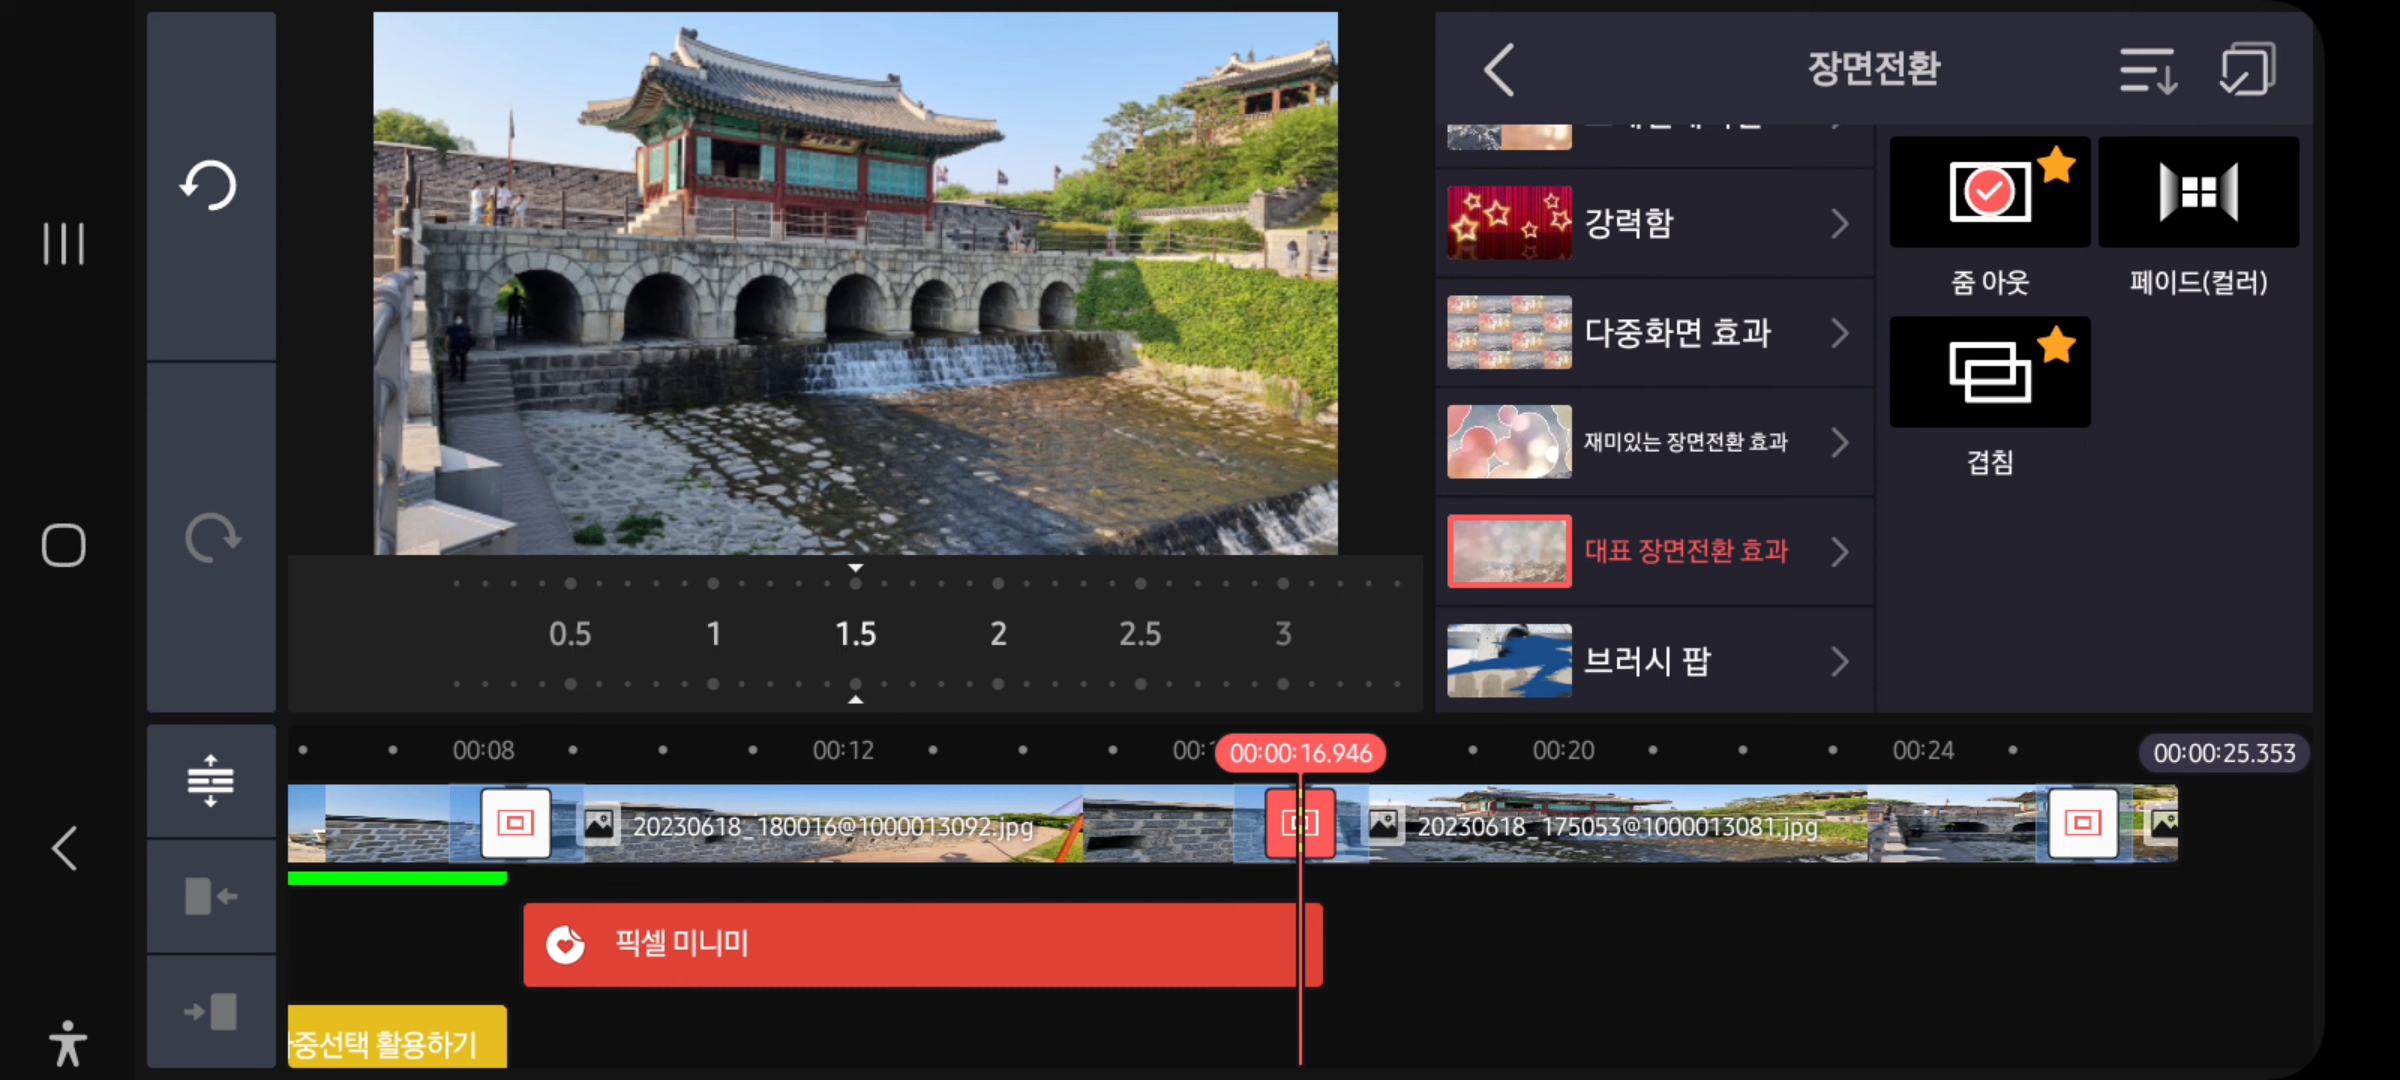 장면전환
강력함
다중화면 효과
재미있는 장면전환 효과
대표 장면전환 효과
브러시 팝
줌 아웃
페이드(컬러)
겹침
0.5 1 1.5 2 2.5 3
00:08 00:12 00:1 00:00:16.946 00:20 00:24 00:00:25.353
20230618_180016@1000013092.jpg
20230618_175053@1000013081.jpg
픽셀 미니미
중선택 활용하기